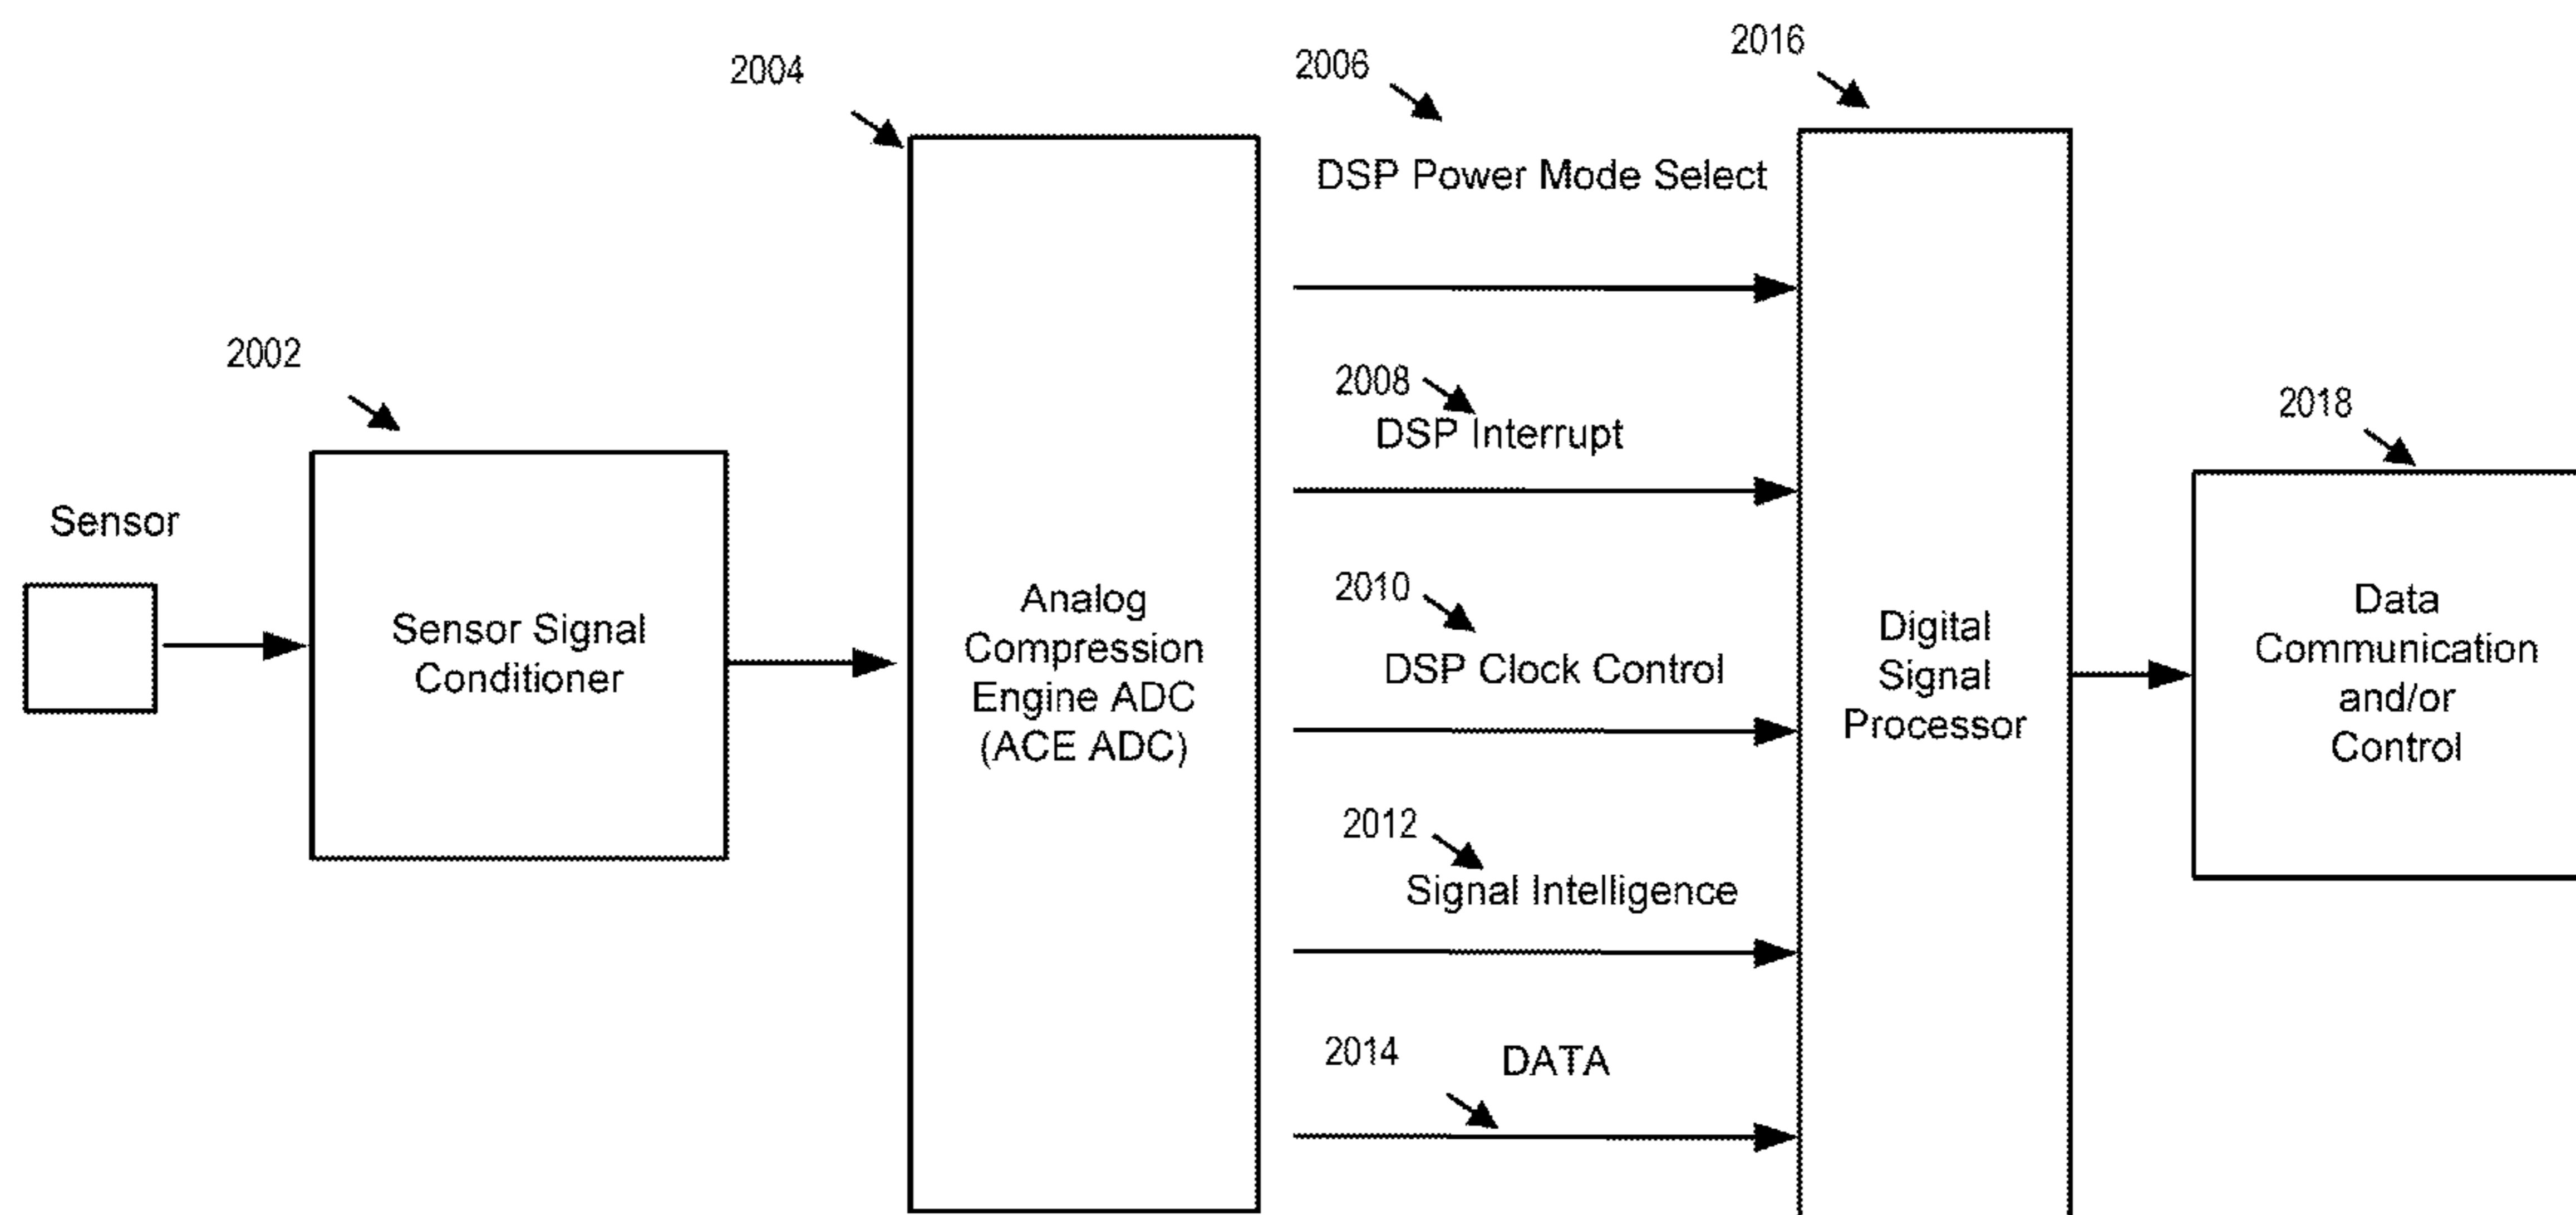 2016
2004
2006
DSP Power Mode Select
2002
2008
DSP Interrupt
2018
Sensor
2010
Sensor Signal
Conditioner
Analog
Compression
Engine ADC
(ACE ADC)
DSP Clock Control
Digital
Signal
Processor
Data
Communication
and/or
Control
2012
Signal Intelligence
2014
DATA